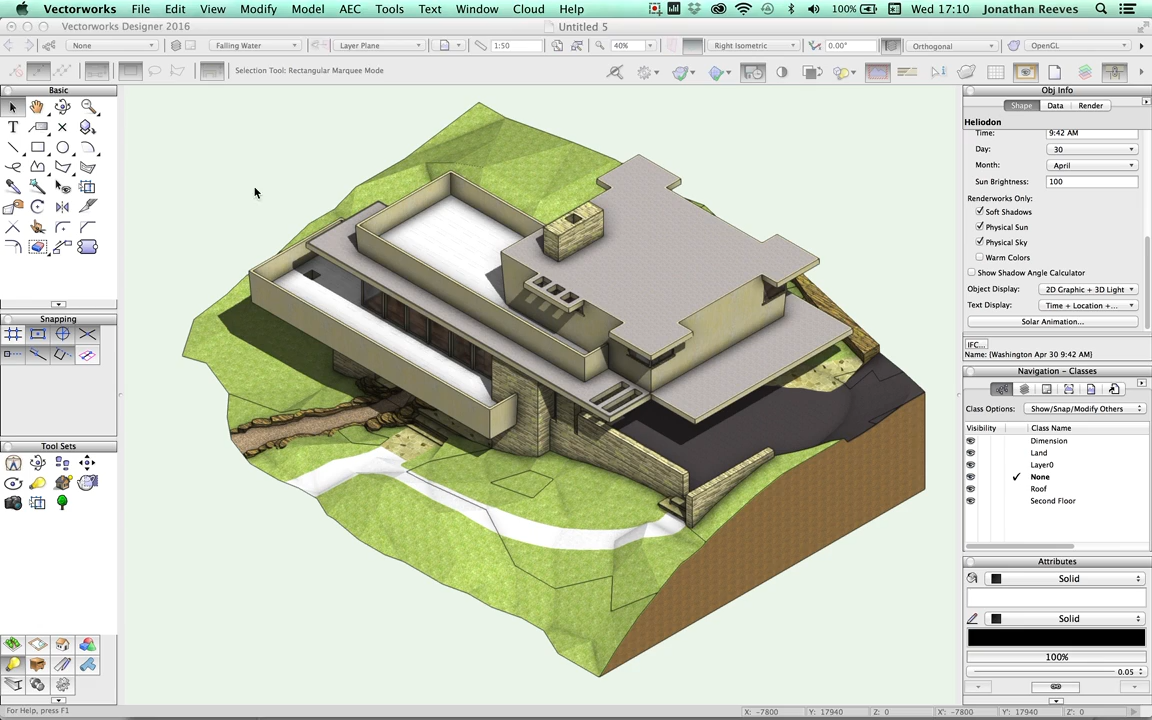 Vectorworks File Edit View Modify Model AEC Tools Text Window Cloud Help 100% Wed 17:10 Jonathan Reeves
Vectorworks Designer 2016 Untitled 5
None Falling Water Layer Plane 1:50 40% Right Isometric 0.00° Orthogonal OpenGL
Selection Tool: Rectangular Marquee Mode
Basic
Snapping
Tool Sets
Obj Info
Shape Data Render
Heliodon
Time: 9:42 AM
Day: 30
Month: April
Sun Brightness: 100
Renderworks Only:
Soft Shadows
Physical Sun
Physical Sky
Warm Colors
Show Shadow Angle Calculator
Object Display: 2D Graphic + 3D Light
Text Display: Time + Location +...
Solar Animation...
IFC...
Name: (Washington Apr 30 9:42 AM)
Navigation - Classes
Class Options: Show/Snap/Modify Others
Visibility Class Name
Dimension
Land
Layer0
None
Roof
Second Floor
Attributes
Solid
Solid
100%
0.05
For Help, press F1
X: -7800 Y: 17940 Z: 0 X': -7800 Y': 17940 Z': 0